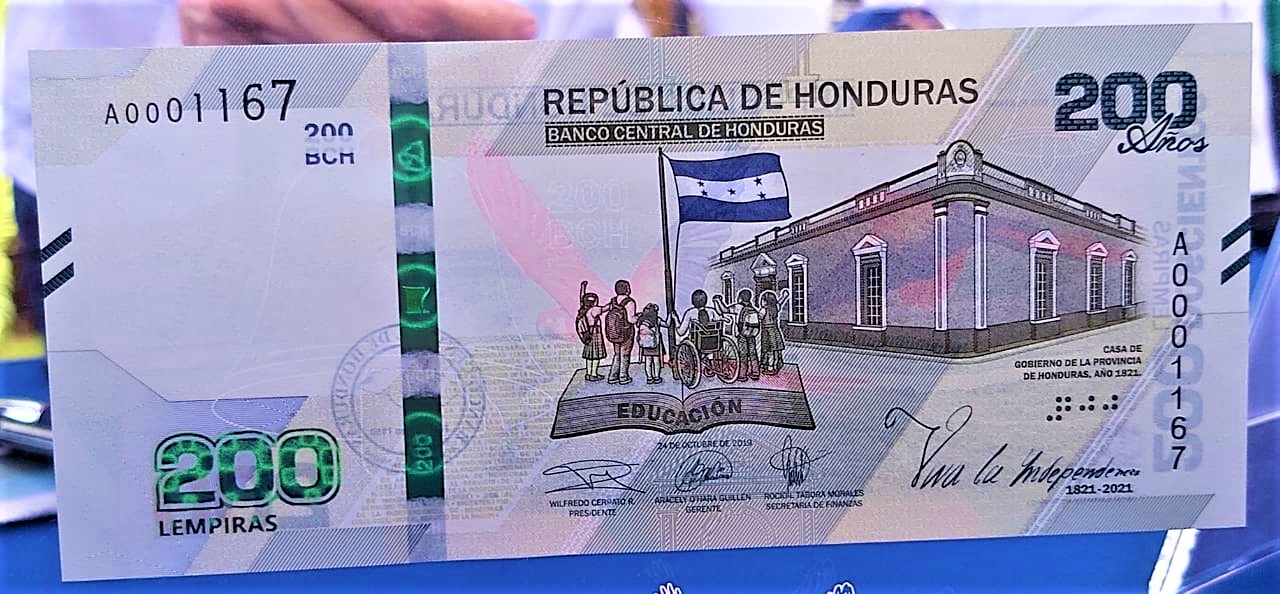 A0001167
200
BCH
REPÚBLICA DE HONDURAS
BANCO CENTRAL DE HONDURAS
200
Años
200
BCH
A0001167
EDUCACIÓN
CASA DE
GOBIERNO DE LA PROVINCIA
DE HONDURAS, AÑO 1821.
24 DE OCTUBRE DE 2019
WILFREDO CERRATO R.
PRESIDENTE
ARACELY O'HARA GUILLEN
GERENTE
ROCIO I. TABORA MORALES
SECRETARIA DE FINANZAS
Viva la Independencia
1821-2021
200
200
LEMPIRAS